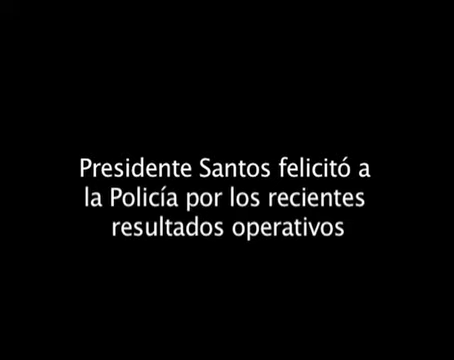 Presidente Santos felicitó a
la Policía por los recientes
resultados operativos